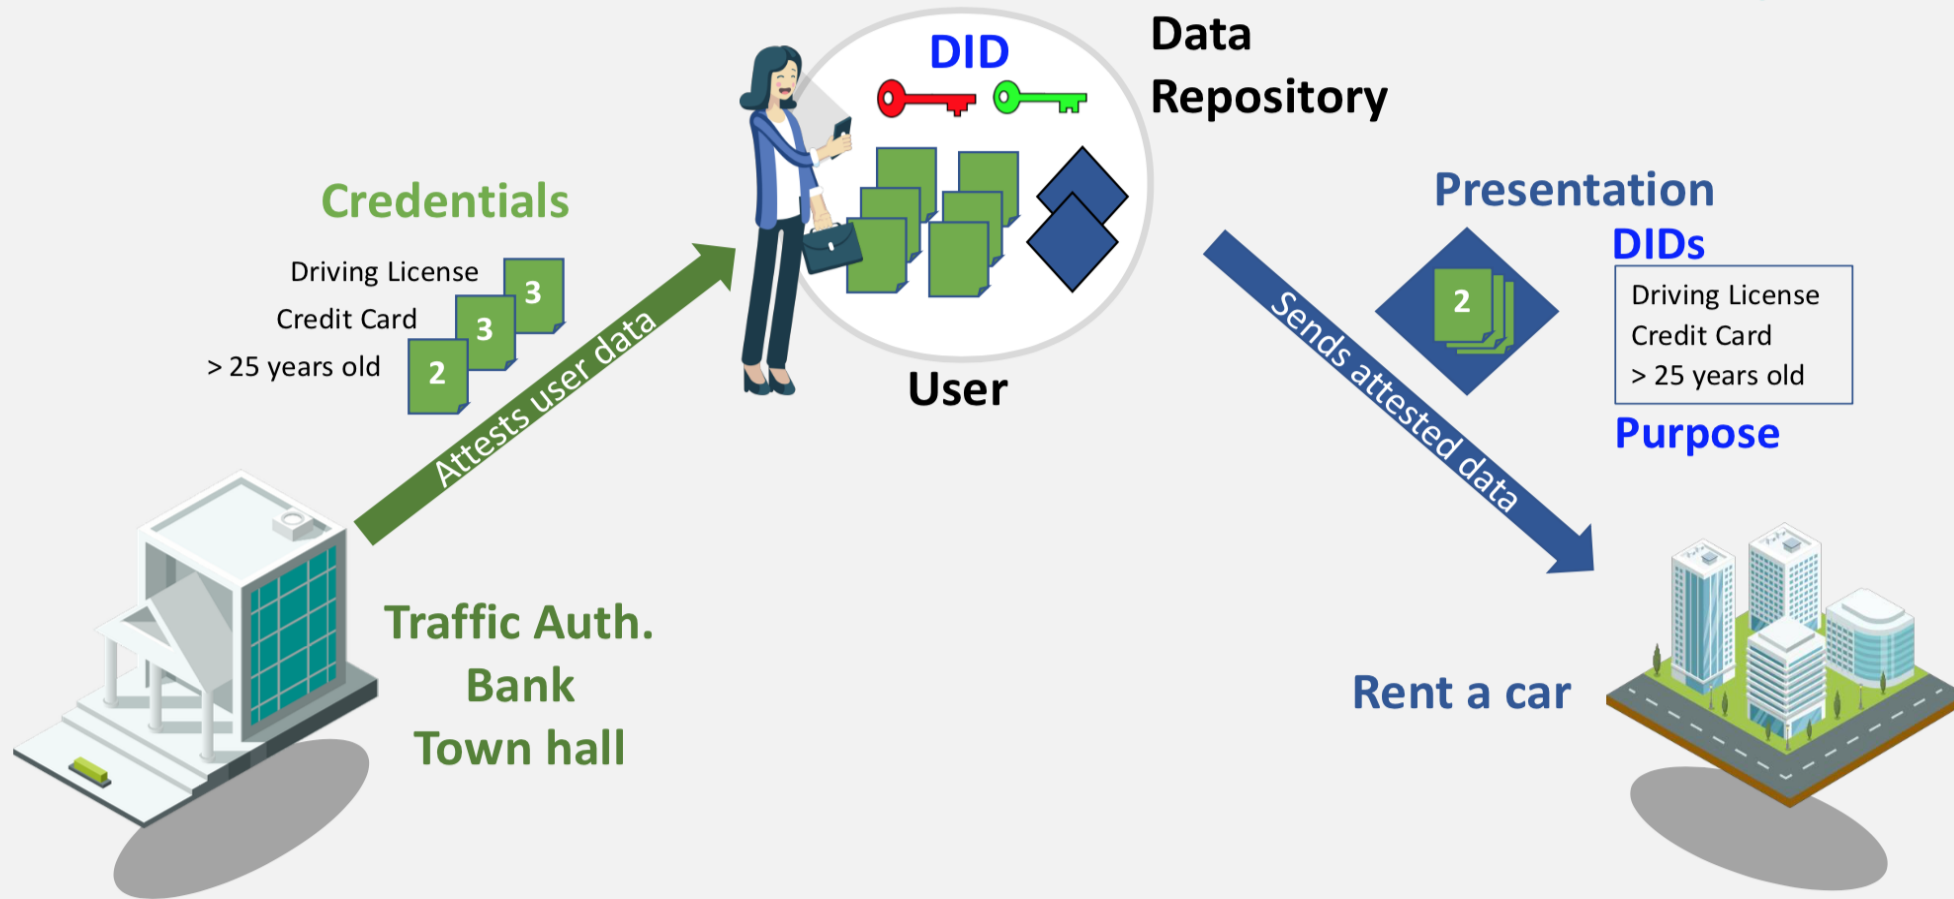 DID
Data
Repository
Credentials
Driving License
3
Credit Card
3
> 25 years old
2
Attests user data
User
Presentation
DIDs
2
Driving License
Credit Card
> 25 years old
Purpose
Sends attested data
Traffic Auth.
Bank
Town hall
Rent a car